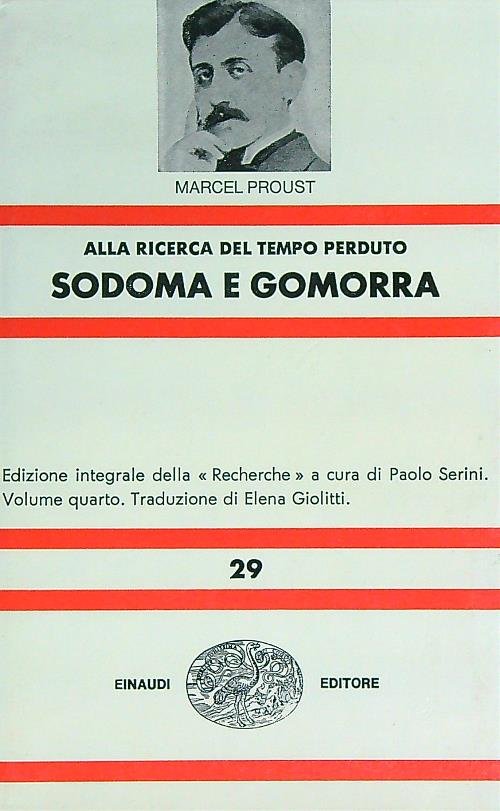 MARCEL PROUST
ALLA RICERCA DEL TEMPO PERDUTO
SODOMA E GOMORRA
Edizione integrale della « Recherche » a cura di Paolo Serini.
Volume quarto. Traduzione di Elena Giolitti.
29
EINAUDI EDITORE